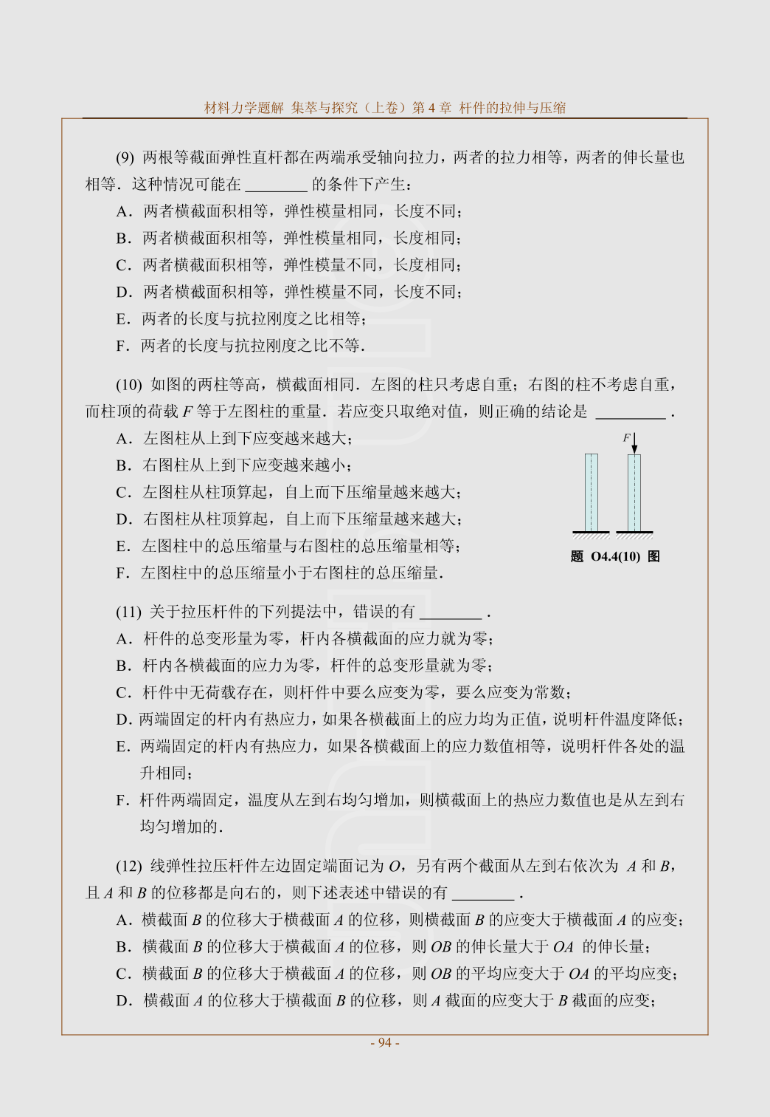 材料力学题解 集萃与探究（上卷）第 4 章 杆件的拉伸与压缩
(9) 两根等截面弹性直杆都在两端承受轴向拉力，两者的拉力相等，两者的伸长量也
相等．这种情况可能在 ________ 的条件下产生：
A．两者横截面积相等，弹性模量相同，长度不同；
B．两者横截面积相等，弹性模量相同，长度相同；
C．两者横截面积相等，弹性模量不同，长度相同；
D．两者横截面积相等，弹性模量不同，长度不同；
E．两者的长度与抗拉刚度之比相等；
F．两者的长度与抗拉刚度之比不等．
(10) 如图的两柱等高，横截面相同．左图的柱只考虑自重；右图的柱不考虑自重，
而柱顶的荷载 F 等于左图柱的重量．若应变只取绝对值，则正确的结论是 _________ ．
A．左图柱从上到下应变越来越大；
B．右图柱从上到下应变越来越小；
C．左图柱从柱顶算起，自上而下压缩量越来越大；
D．右图柱从柱顶算起，自上而下压缩量越来越大；
E．左图柱中的总压缩量与右图柱的总压缩量相等；
F．左图柱中的总压缩量小于右图柱的总压缩量．
F
题 O4.4(10) 图
(11) 关于拉压杆件的下列提法中，错误的有 ________ ．
A．杆件的总变形量为零，杆内各横截面的应力就为零；
B．杆内各横截面的应力为零，杆件的总变形量就为零；
C．杆件中无荷载存在，则杆件中要么应变为零，要么应变为常数；
D．两端固定的杆内有热应力，如果各横截面上的应力均为正值，说明杆件温度降低；
E．两端固定的杆内有热应力，如果各横截面上的应力数值相等，说明杆件各处的温
升相同；
F．杆件两端固定，温度从左到右均匀增加，则横截面上的热应力数值也是从左到右
均匀增加的．
(12) 线弹性拉压杆件左边固定端面记为 O，另有两个截面从左到右依次为 A 和 B，
且 A 和 B 的位移都是向右的，则下述表述中错误的有 ________ ．
A．横截面 B 的位移大于横截面 A 的位移，则横截面 B 的应变大于横截面 A 的应变；
B．横截面 B 的位移大于横截面 A 的位移，则 OB 的伸长量大于 OA 的伸长量；
C．横截面 B 的位移大于横截面 A 的位移，则 OB 的平均应变大于 OA 的平均应变；
D．横截面 A 的位移大于横截面 B 的位移，则 A 截面的应变大于 B 截面的应变；
- 94 -